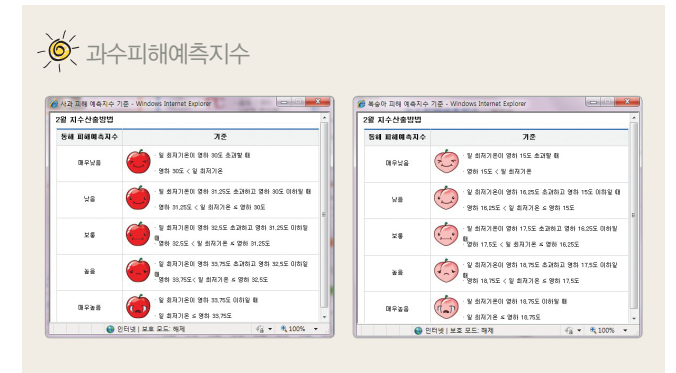 과수피해예측지수
사과 피해 예측지수 기준 - Windows Internet Explorer
2월 지수산출방법
동해 피해예측지수 기준
매우낮음
· 일 최저기온이 영하 30도 초과할 때
· 영하 30도 < 일 최저기온
낮음
· 일 최저기온이 영하 31.25도 초과하고 영하 30도 이하일 때
· 영하 31.25도 < 일 최저기온 ≤ 영하 30도
보통
· 일 최저기온이 영하 32.5도 초과하고 영하 31.25도 이하일
때
· 영하 32.5도 < 일 최저기온 ≤ 영하 31.25도
높음
· 일 최저기온이 영하 33.75도 초과하고 영하 32.5도 이하일
때
· 영하 33.75도 < 일 최저기온 ≤ 영하 32.5도
매우높음
· 일 최저기온이 영하 33.75도 이하일 때
· 일 최저기온 ≤ 영하 33.75도
인터넷 | 보호 모드: 해제 100%
복숭아 피해 예측지수 기준 - Windows Internet Explorer
2월 지수산출방법
동해 피해예측지수 기준
매우낮음
· 일 최저기온이 영하 15도 초과할 때
· 영하 15도 < 일 최저기온
낮음
· 일 최저기온이 영하 16.25도 초과하고 영하 15도 이하일 때
· 영하 16.25도 < 일 최저기온 ≤ 영하 15도
보통
· 일 최저기온이 영하 17.5도 초과하고 영하 16.25도 이하일
때
· 영하 17.5도 < 일 최저기온 ≤ 영하 16.25도
높음
· 일 최저기온이 영하 18.75도 초과하고 영하 17.5도 이하일
때
· 영하 18.75도 < 일 최저기온 ≤ 영하 17.5도
매우높음
· 일 최저기온이 영하 18.75도 이하일 때
· 일 최저기온 ≤ 영하 18.75도
인터넷 | 보호 모드: 해제 100%